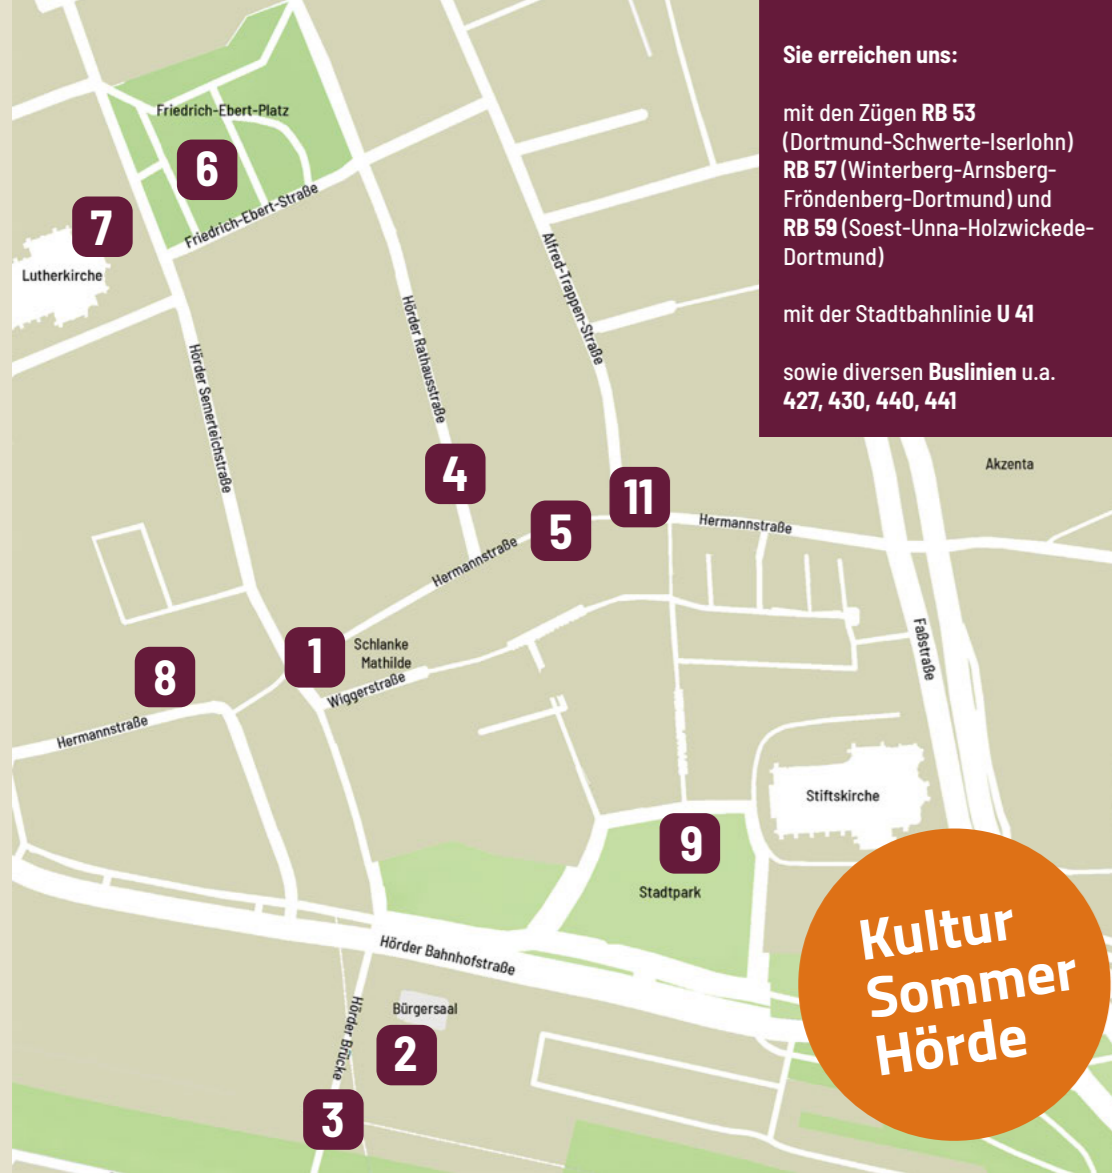 Sie erreichen uns:
mit den Zügen RB 53
(Dortmund-Schwerte-Iserlohn)
RB 57 (Winterberg-Arnsberg-
Fröndenberg-Dortmund) und
RB 59 (Soest-Unna-Holzwickede-
Dortmund)
mit der Stadtbahnlinie U 41
sowie diversen Buslinien u.a.
427, 430, 440, 441
Friedrich-Ebert-Platz
6
Friedrich-Ebert-Straße
7
Lutherkirche
Alfred-Trappen-Straße
Hörder Rathausstraße
Hörder Semerteichstraße
4
Akzenta
11
5
Hermannstraße
Hermannstraße
Faßstraße
1
Schlanke
Mathilde
Wiggerstraße
8
Hermannstraße
Stiftskirche
9
Stadtpark
Hörder Bahnhofstraße
Bürgersaal
Hörder Brücke
2
3
Kultur
Sommer
Hörde